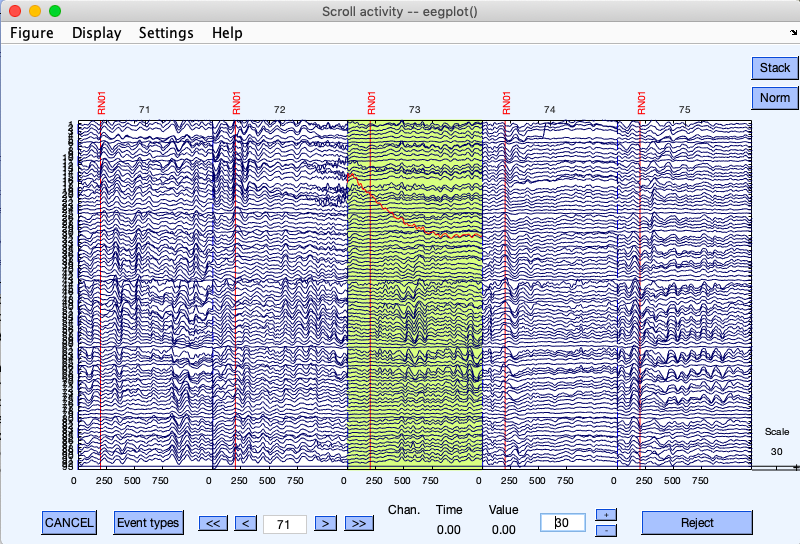 Scroll activity -- eegplot()
Figure Display Settings Help
Stack
Norm
RN01 71 RN01 72 RN01 73 RN01 74 RN01 75
Scale
30
0 250 500 750 0 250 500 750 0 250 500 750 0 250 500 750 0 250 500 750
Chan. Time Value
CANCEL Event types << < 71 > >> 0.00 0.00 30 + - Reject